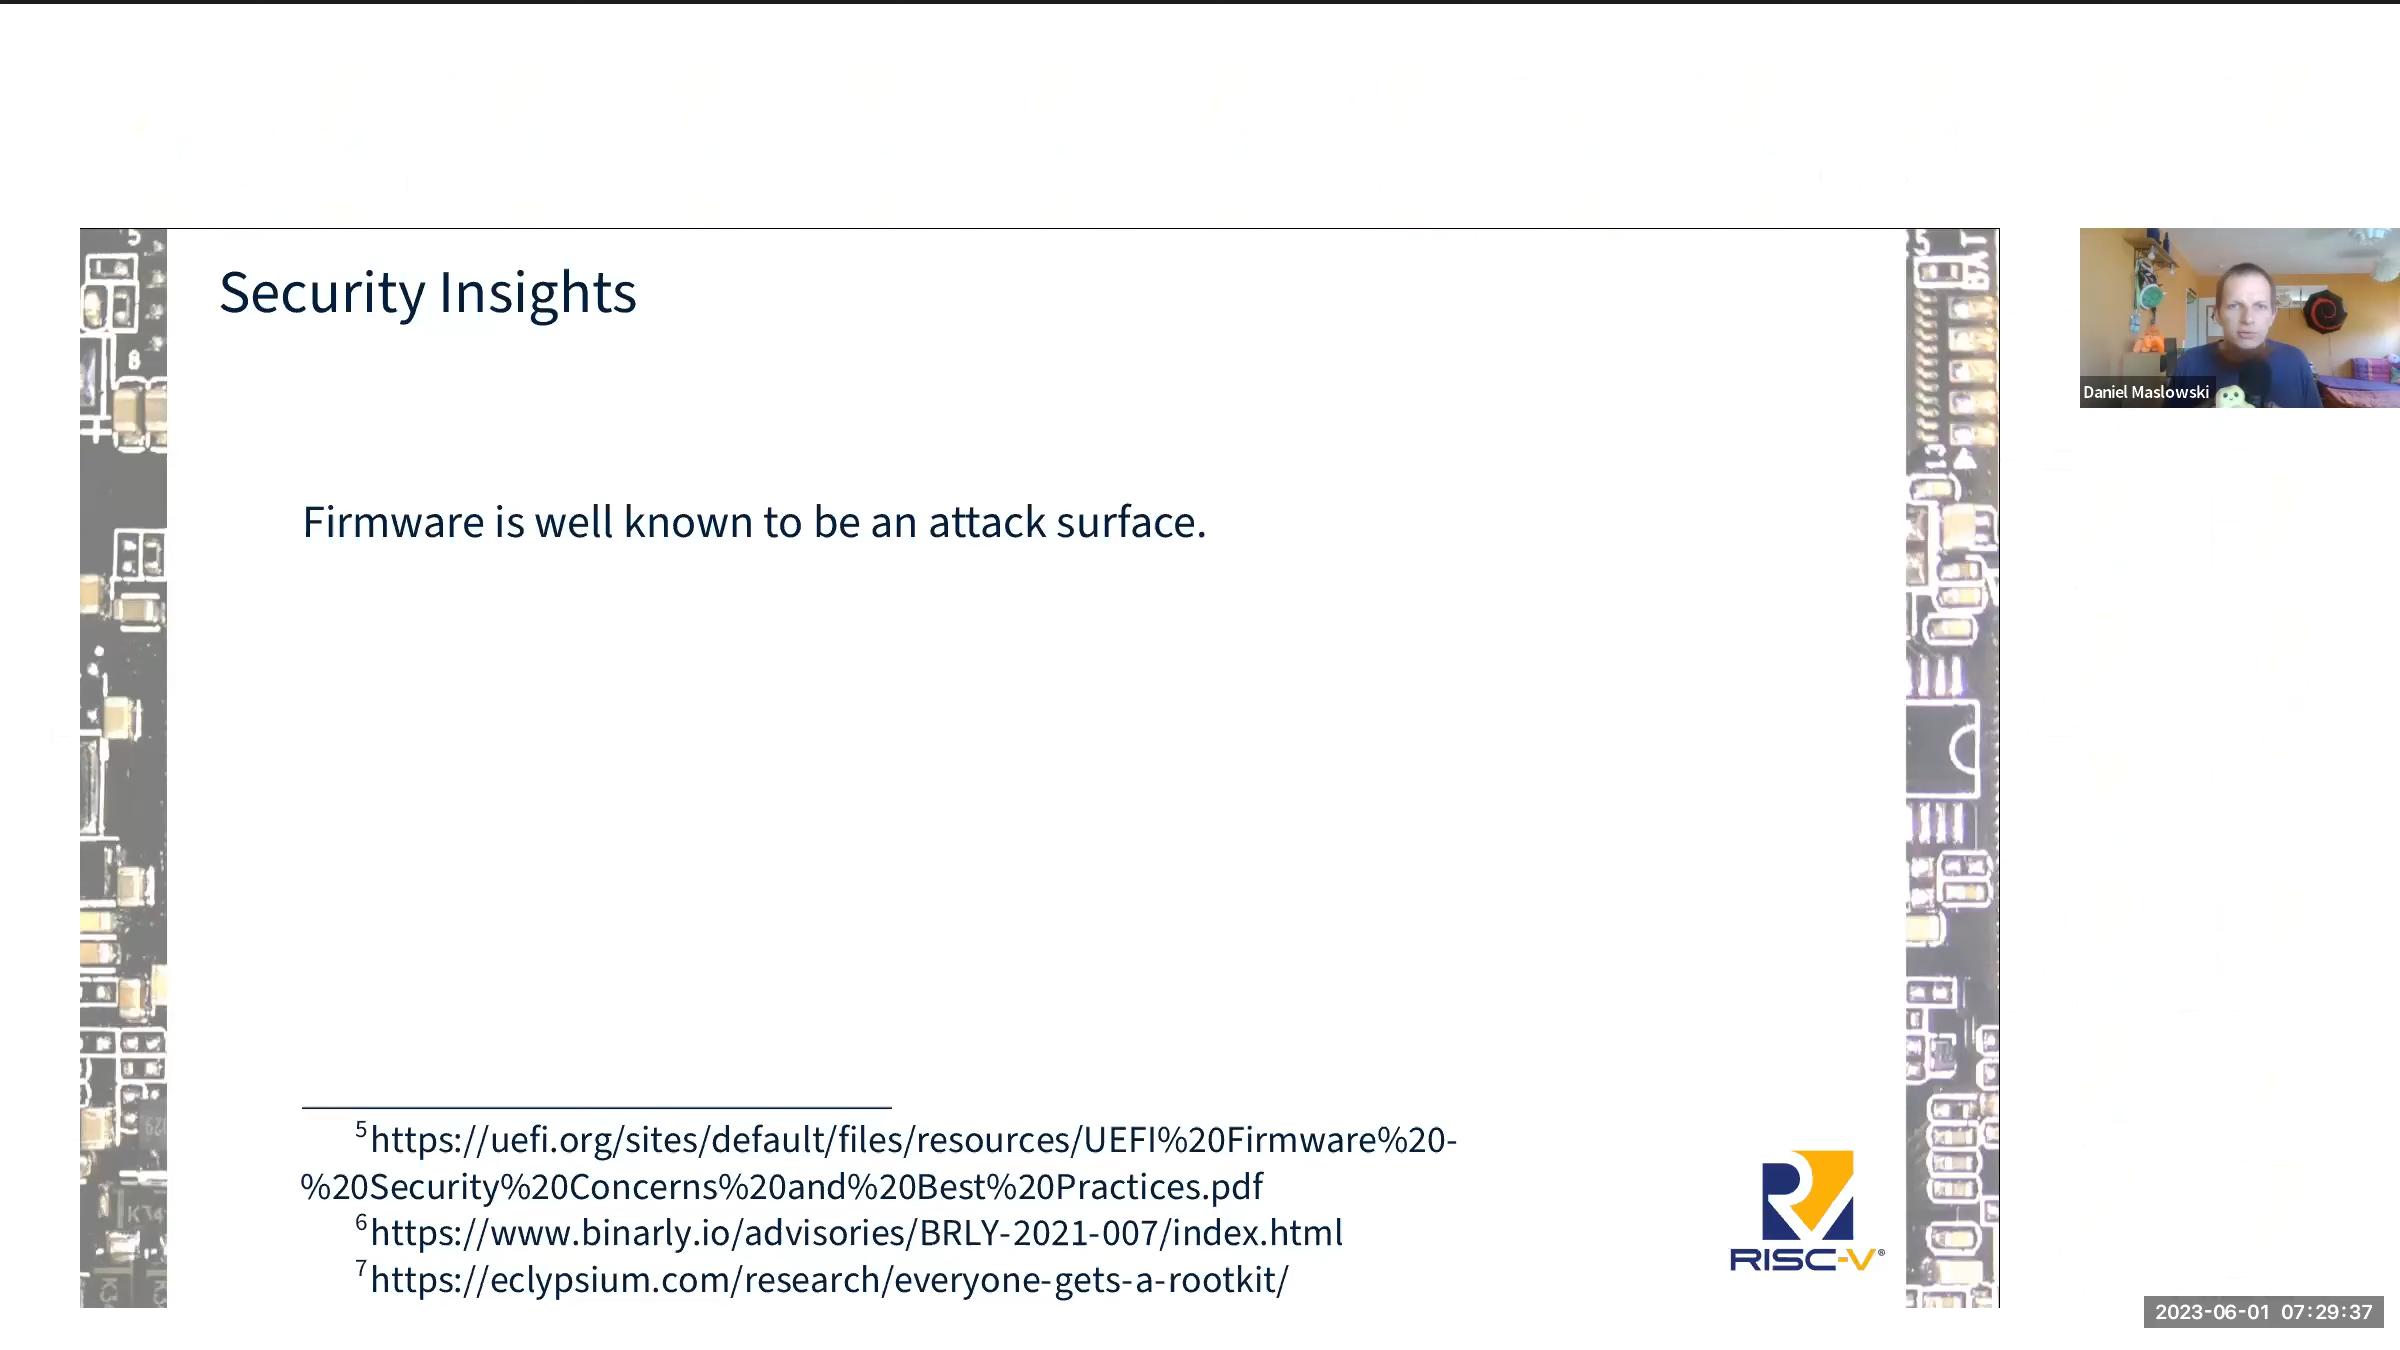 Security Insights
Firmware is well known to be an attack surface.
5https://uefi.org/sites/default/files/resources/UEFI%20Firmware%20-
%20Security%20Concerns%20and%20Best%20Practices.pdf
6https://www.binarly.io/advisories/BRLY-2021-007/index.html
7https://eclypsium.com/research/everyone-gets-a-rootkit/
RISC-V®
Daniel Maslowski
2023-06-01 07:29:37